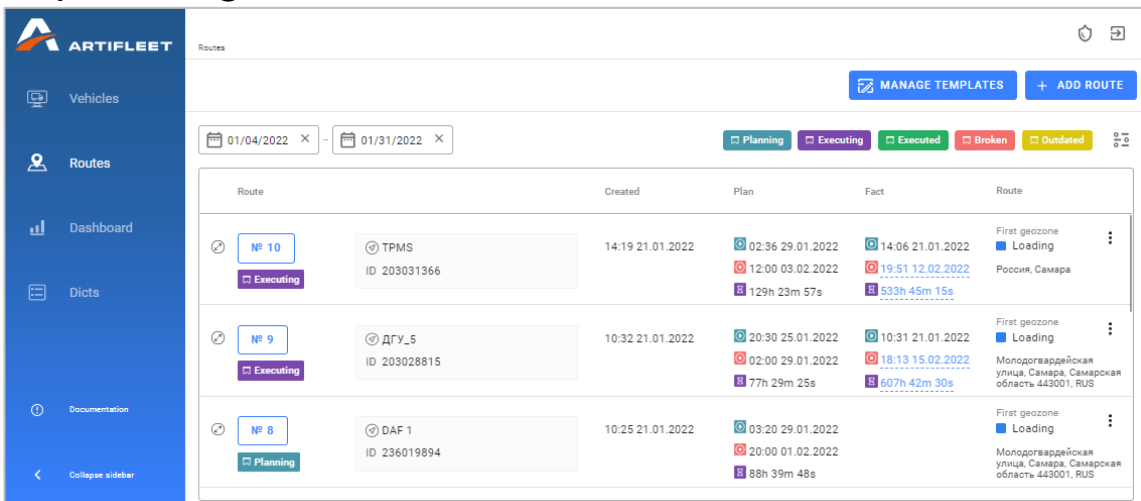 ARTIFLEET
Routes
Vehicles
Routes
Dashboard
Dicts
Documentation
Collapse sidebar
MANAGE TEMPLATES
+ ADD ROUTE
01/04/2022 × – 01/31/2022 ×
Planning Executing Executed Broken Outdated
Route Created Plan Fact Route
№ 10
Executing
TPMS
ID 203031366
14:19 21.01.2022
02:36 29.01.2022
12:00 03.02.2022
129h 23m 57s
14:06 21.01.2022
19:51 12.02.2022
533h 45m 15s
First geozone
Loading
Россия, Самара
№ 9
Executing
ДГУ_5
ID 203028815
10:32 21.01.2022
20:30 25.01.2022
02:00 29.01.2022
77h 29m 25s
10:31 21.01.2022
18:13 15.02.2022
607h 42m 30s
First geozone
Loading
Молодогвардейская
улица, Самара, Самарская
область 443001, RUS
№ 8
Planning
DAF 1
ID 236019894
10:25 21.01.2022
03:20 29.01.2022
20:00 01.02.2022
88h 39m 48s
First geozone
Loading
Молодогвардейская
улица, Самара, Самарская
область 443001, RUS